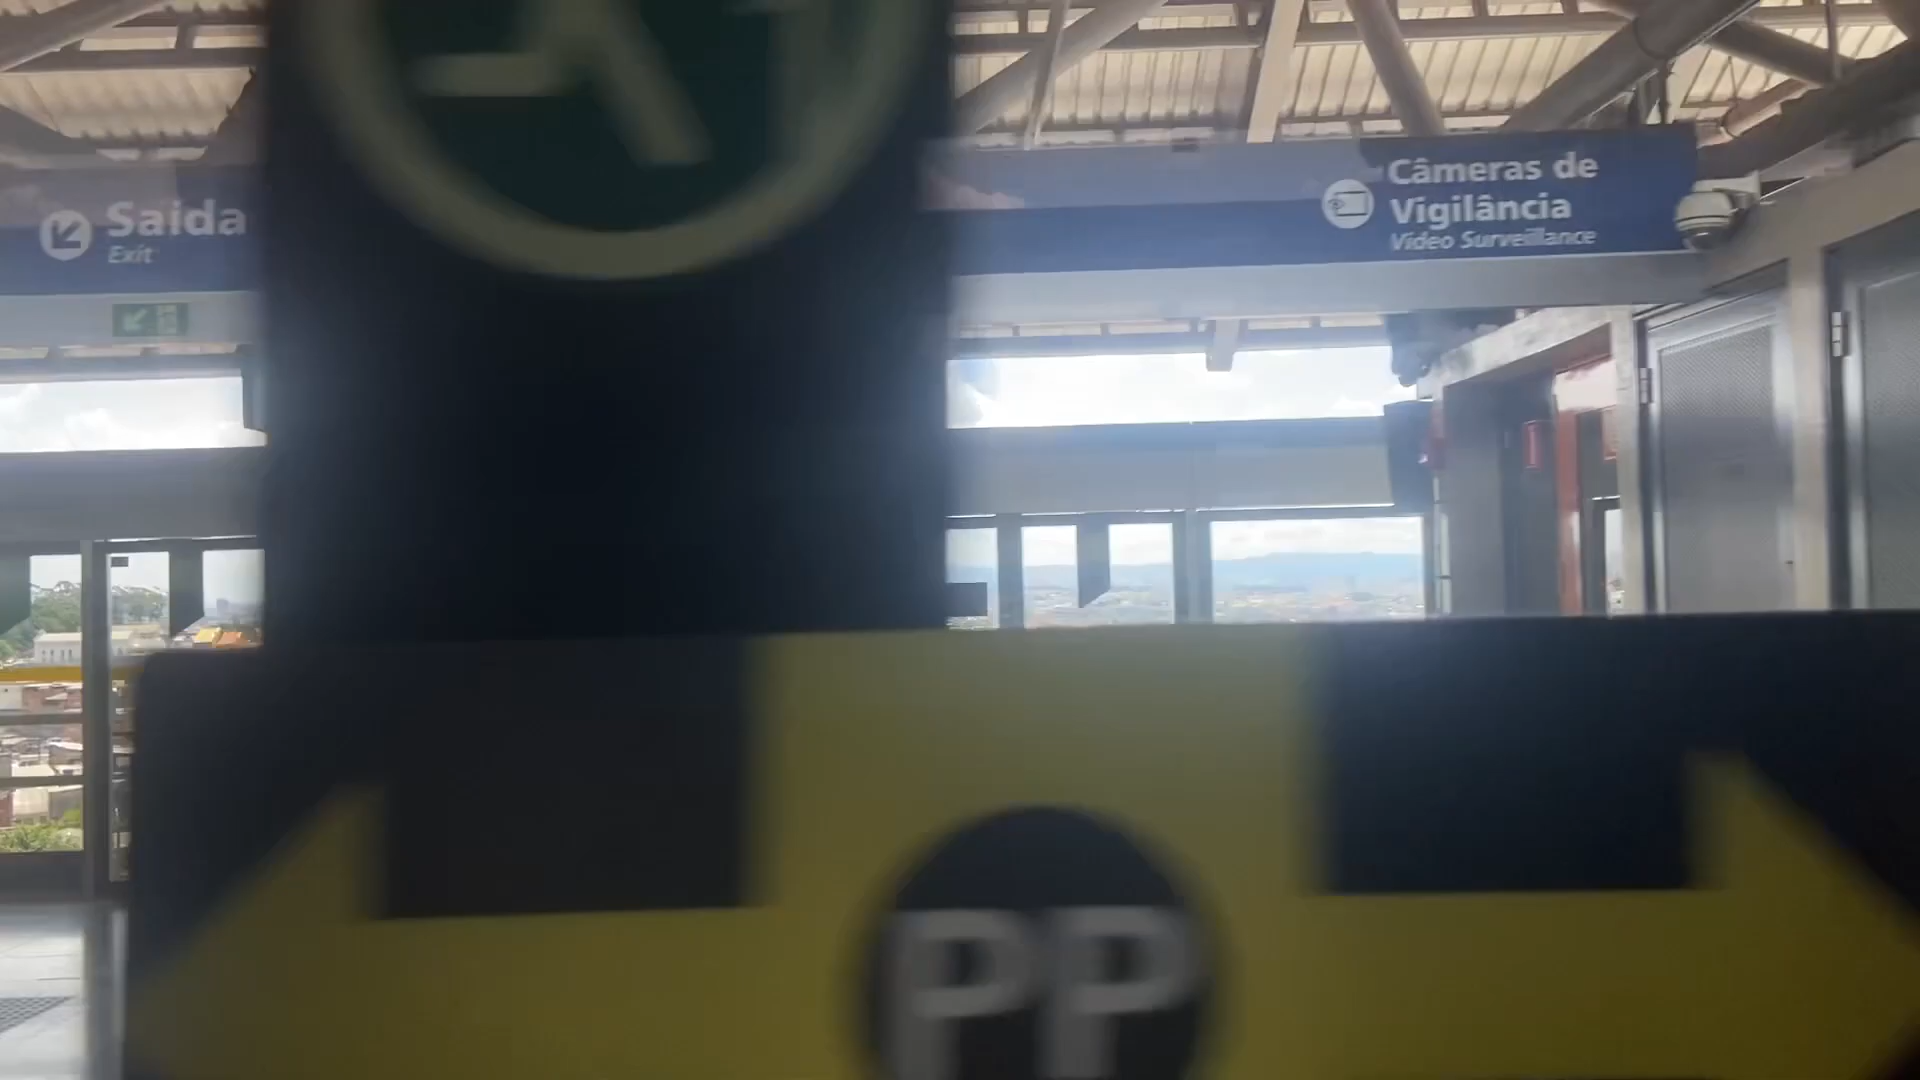 Saída
Exit
Câmeras de
Vigilância
Video Surveillance
PP